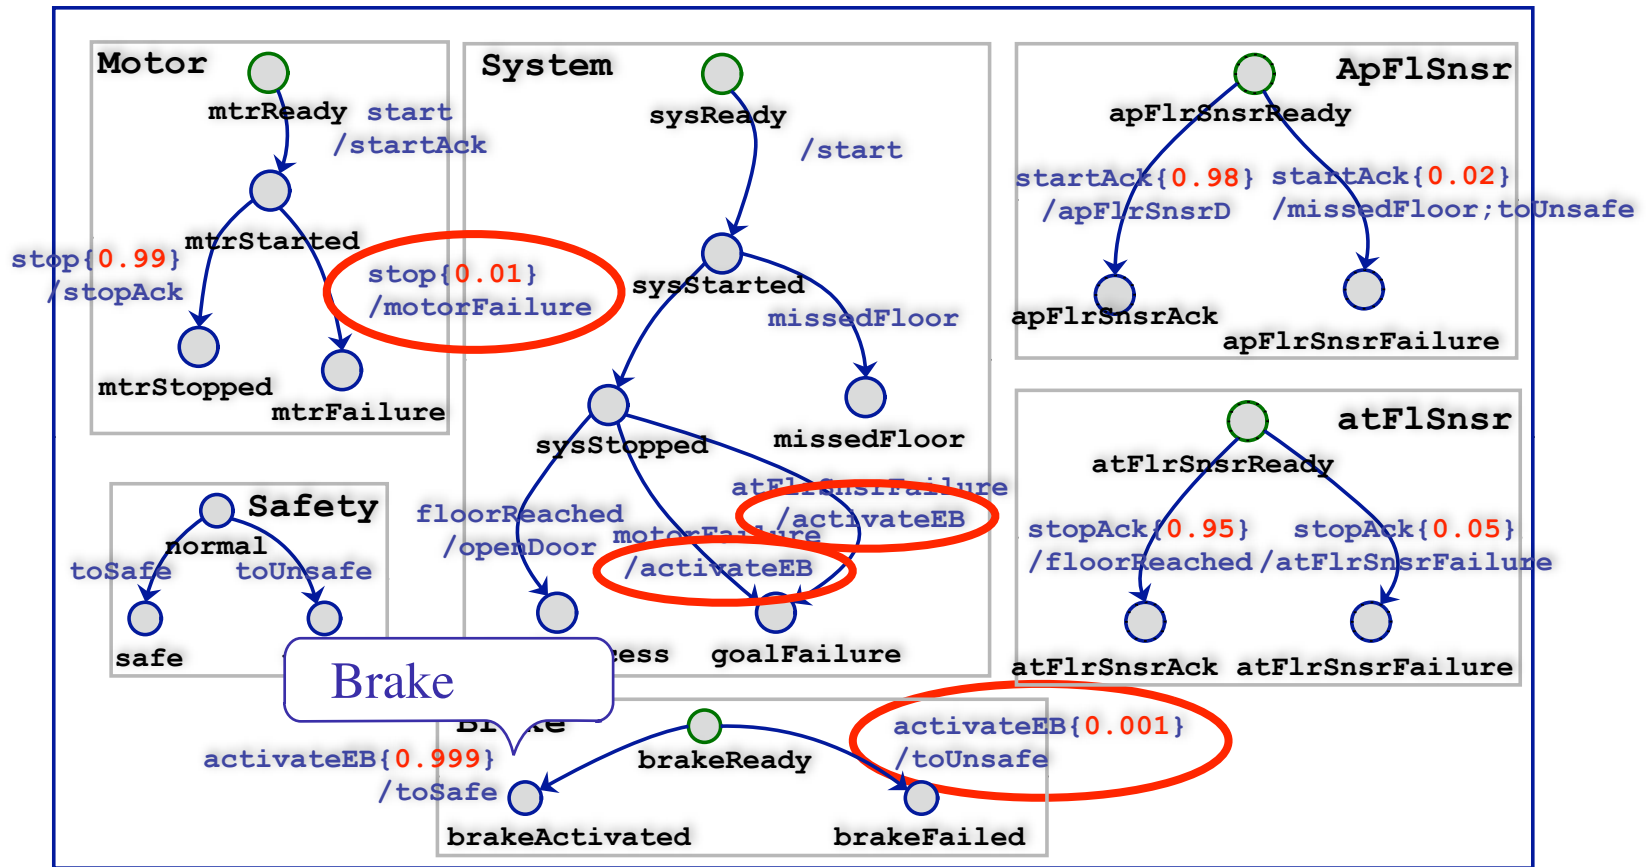 Motor
mtrReady
start
/startAck
mtrStarted
stop{0.99}
/stopAck
stop{0.01}
/motorFailure
mtrStopped
mtrFailure
System
sysReady
/start
sysStarted
missedFloor
sysStopped
missedFloor
floorReached
/openDoor
motorFailure
/activateEB
atFlrSnsrFailure
/activateEB
cess
goalFailure
ApFlSnsr
apFlrSnsrReady
startAck{0.98}
/apFlrSnsrD
startAck{0.02}
/missedFloor;toUnsafe
apFlrSnsrAck
apFlrSnsrFailure
atFlSnsr
atFlrSnsrReady
stopAck{0.95}
/floorReached
stopAck{0.05}
/atFlrSnsrFailure
atFlrSnsrAck
atFlrSnsrFailure
Safety
normal
toSafe
toUnsafe
safe
Brake
Brake
brakeReady
activateEB{0.999}
/toSafe
activateEB{0.001}
/toUnsafe
brakeActivated
brakeFailed